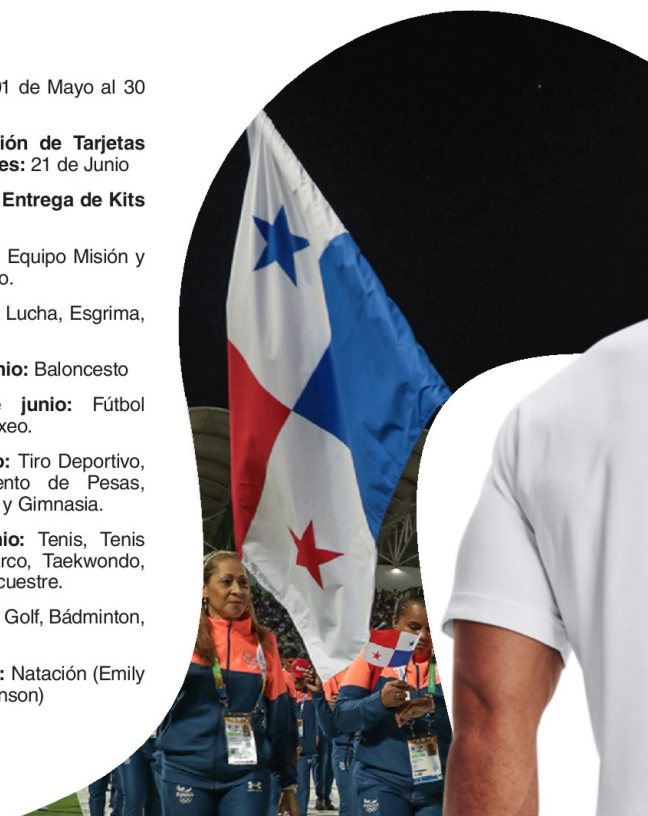 01 de Mayo al 30
ión de Tarjetas
es: 21 de Junio
Entrega de Kits
Equipo Misión y
o.
Lucha, Esgrima,
nio: Baloncesto
e junio: Fútbol
xeo.
o: Tiro Deportivo,
ento de Pesas,
y Gimnasia.
nio: Tenis, Tenis
rco, Taekwondo,
cuestre.
Golf, Bádminton,
: Natación (Emily
nson)